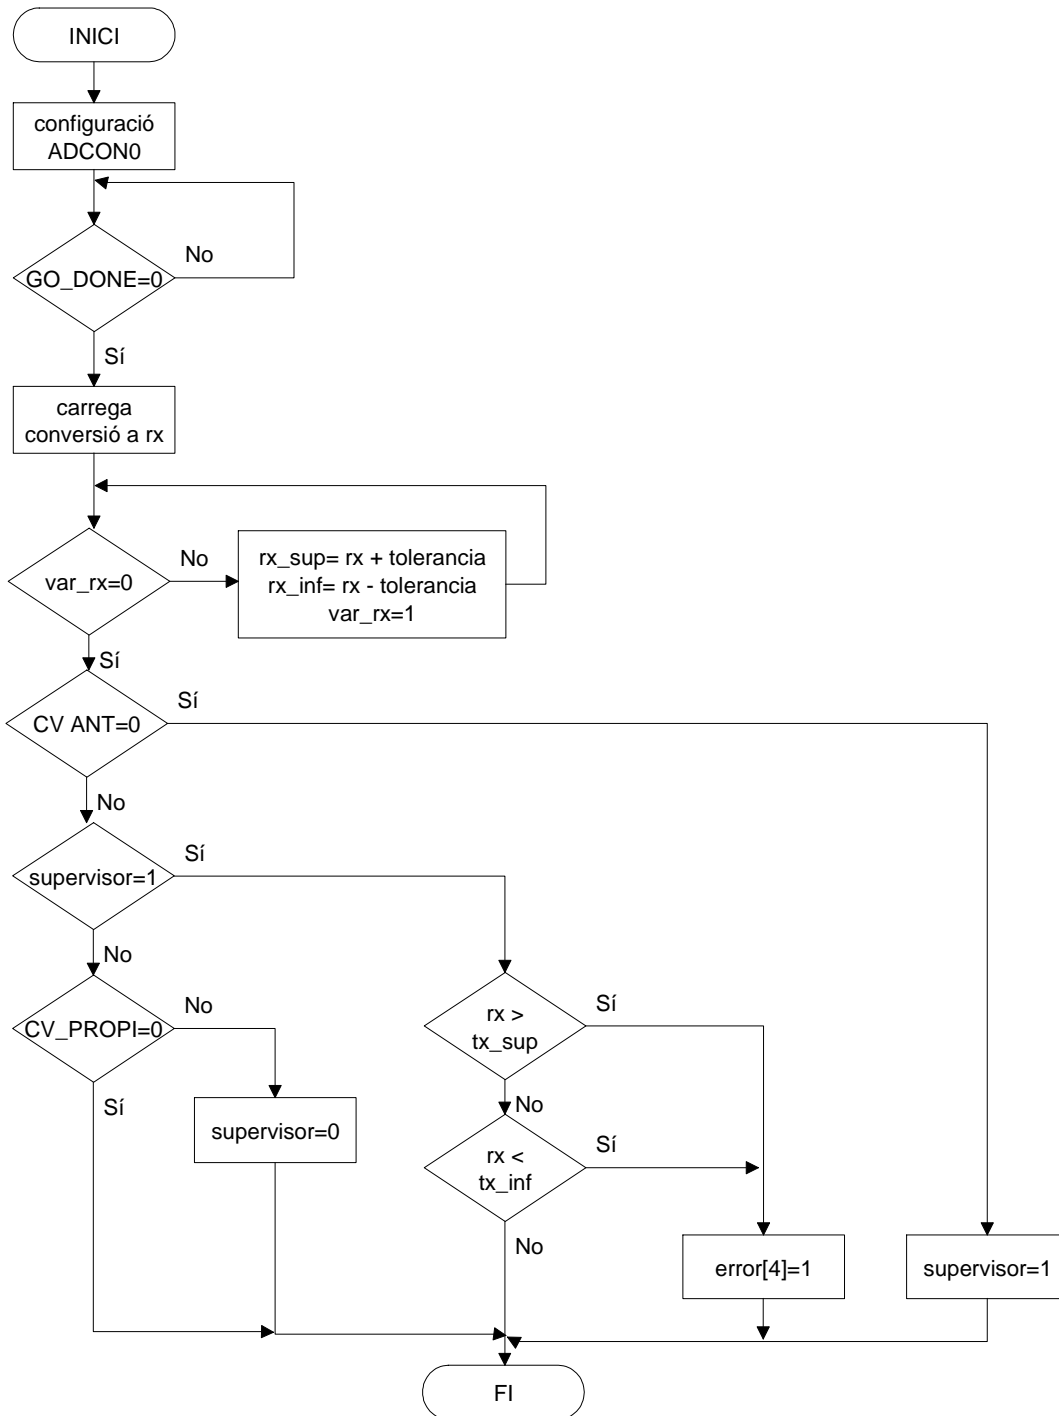 INICI
configuració
ADCON0
GO_DONE=0
No
Sí
carrega
conversió a rx
var_rx=0
No
rx_sup= rx + tolerancia
rx_inf= rx - tolerancia
var_rx=1
Sí
CV ANT=0
Sí
No
supervisor=1
Sí
No
CV_PROPI=0
No
Sí
supervisor=0
rx >
tx_sup
Sí
No
rx <
tx_inf
Sí
No
error[4]=1
supervisor=1
FI